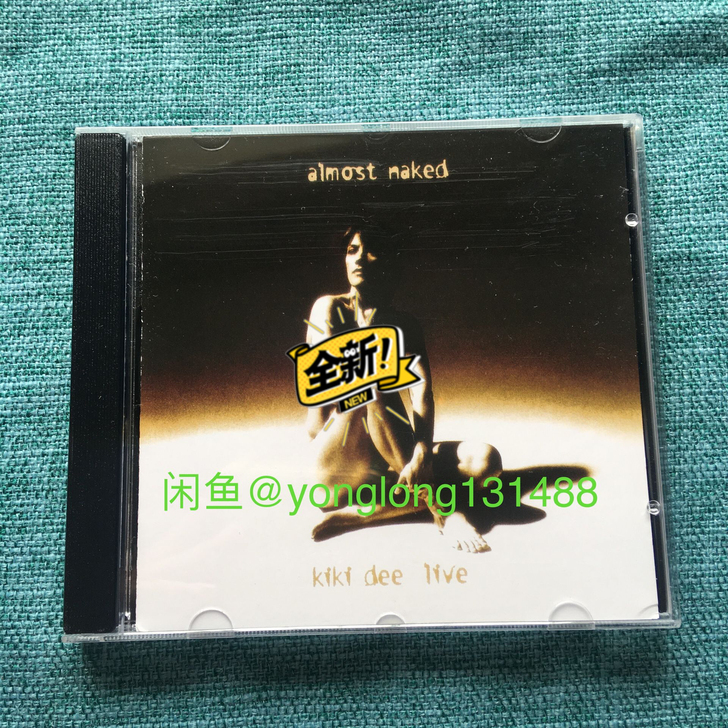 almost naked
全新!
NEW
闲鱼@yonglong131488
kiki dee live